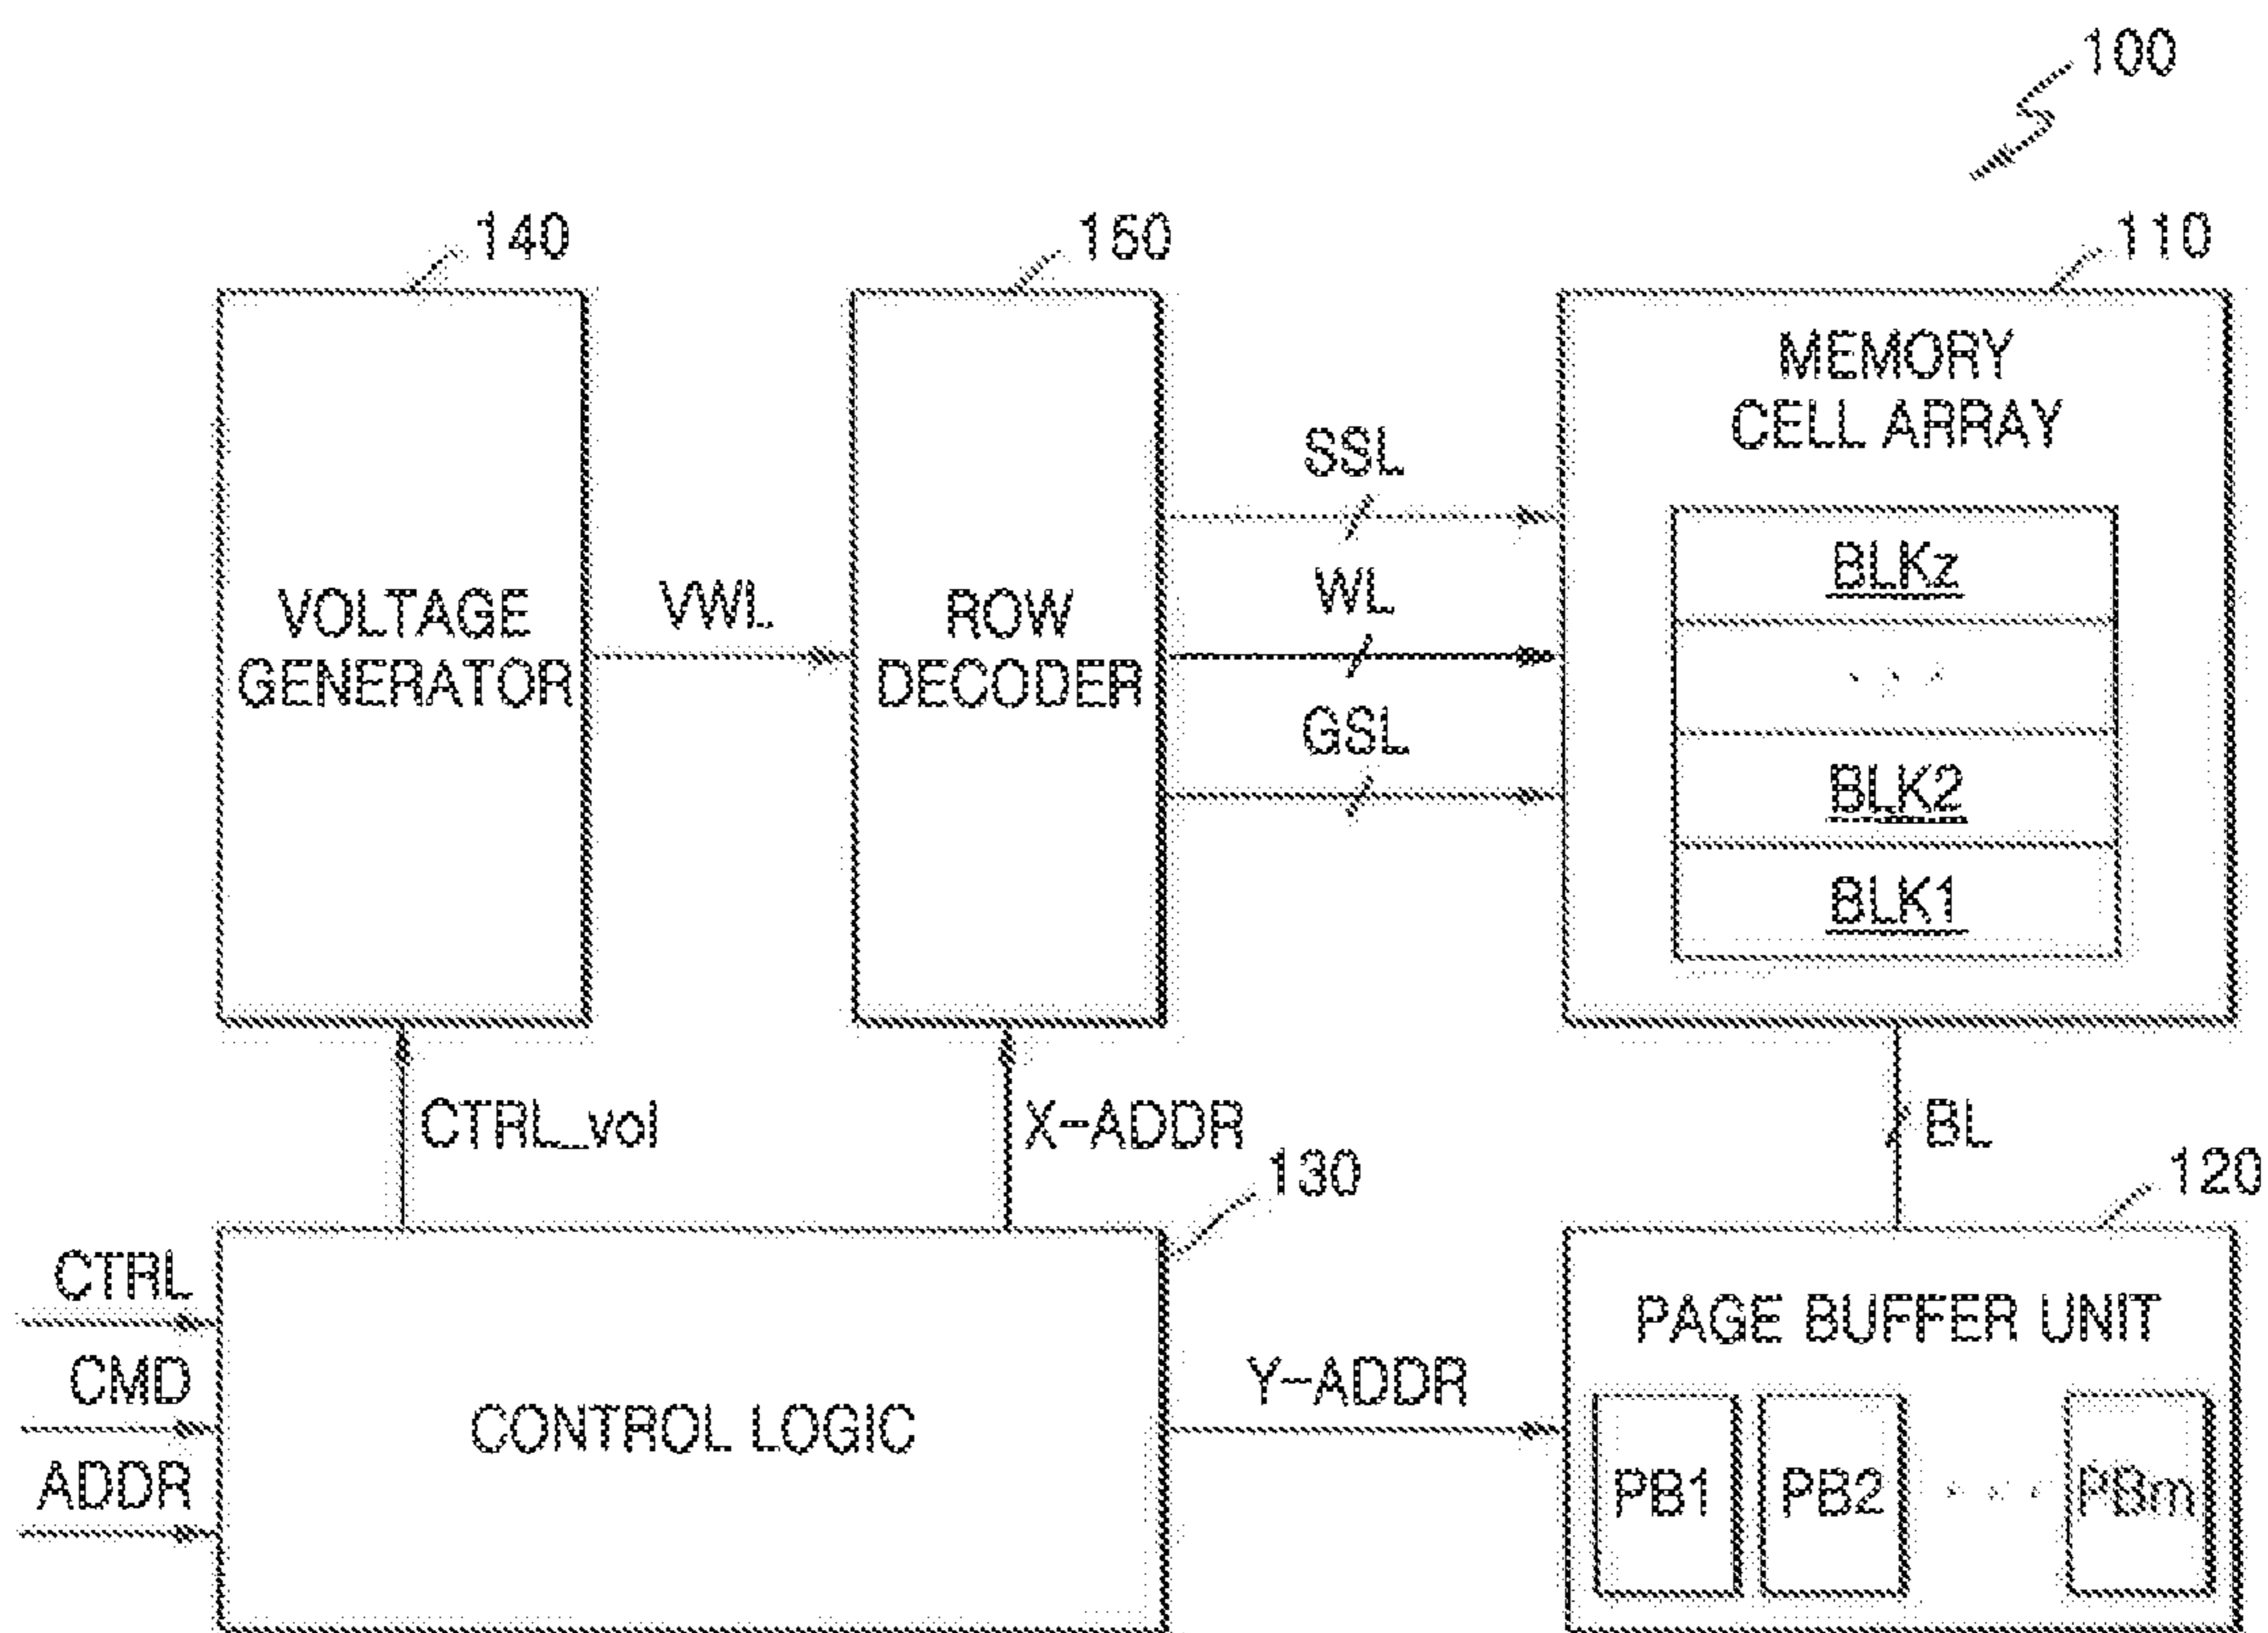 100
140
150
110
VOLTAGE
GENERATOR
VWL
ROW
DECODER
SSL
WL
GSL
MEMORY
CELL ARRAY
BLKz
. . .
BLK2
BLK1
CTRL_vol
X-ADDR
BL
130
120
CTRL
CMD
ADDR
CONTROL LOGIC
Y-ADDR
PAGE BUFFER UNIT
PB1
PB2
. . .
PBm